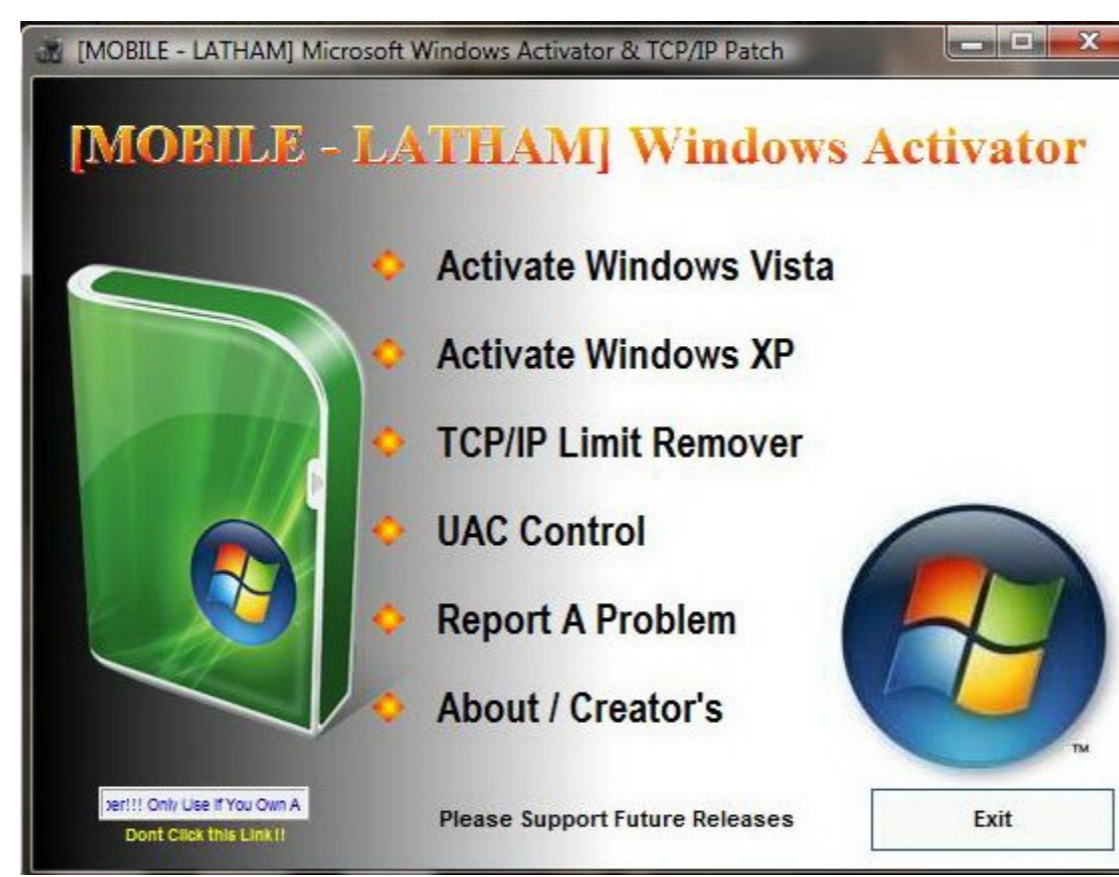 [MOBILE - LATHAM] Microsoft Windows Activator & TCP/IP Patch
[MOBILE - LATHAM] Windows Activator
Activate Windows Vista
Activate Windows XP
TCP/IP Limit Remover
UAC Control
Report A Problem
About / Creator's
TM
ber!!! Only Use If You Own A
Dont Click this Link!!
Please Support Future Releases
Exit